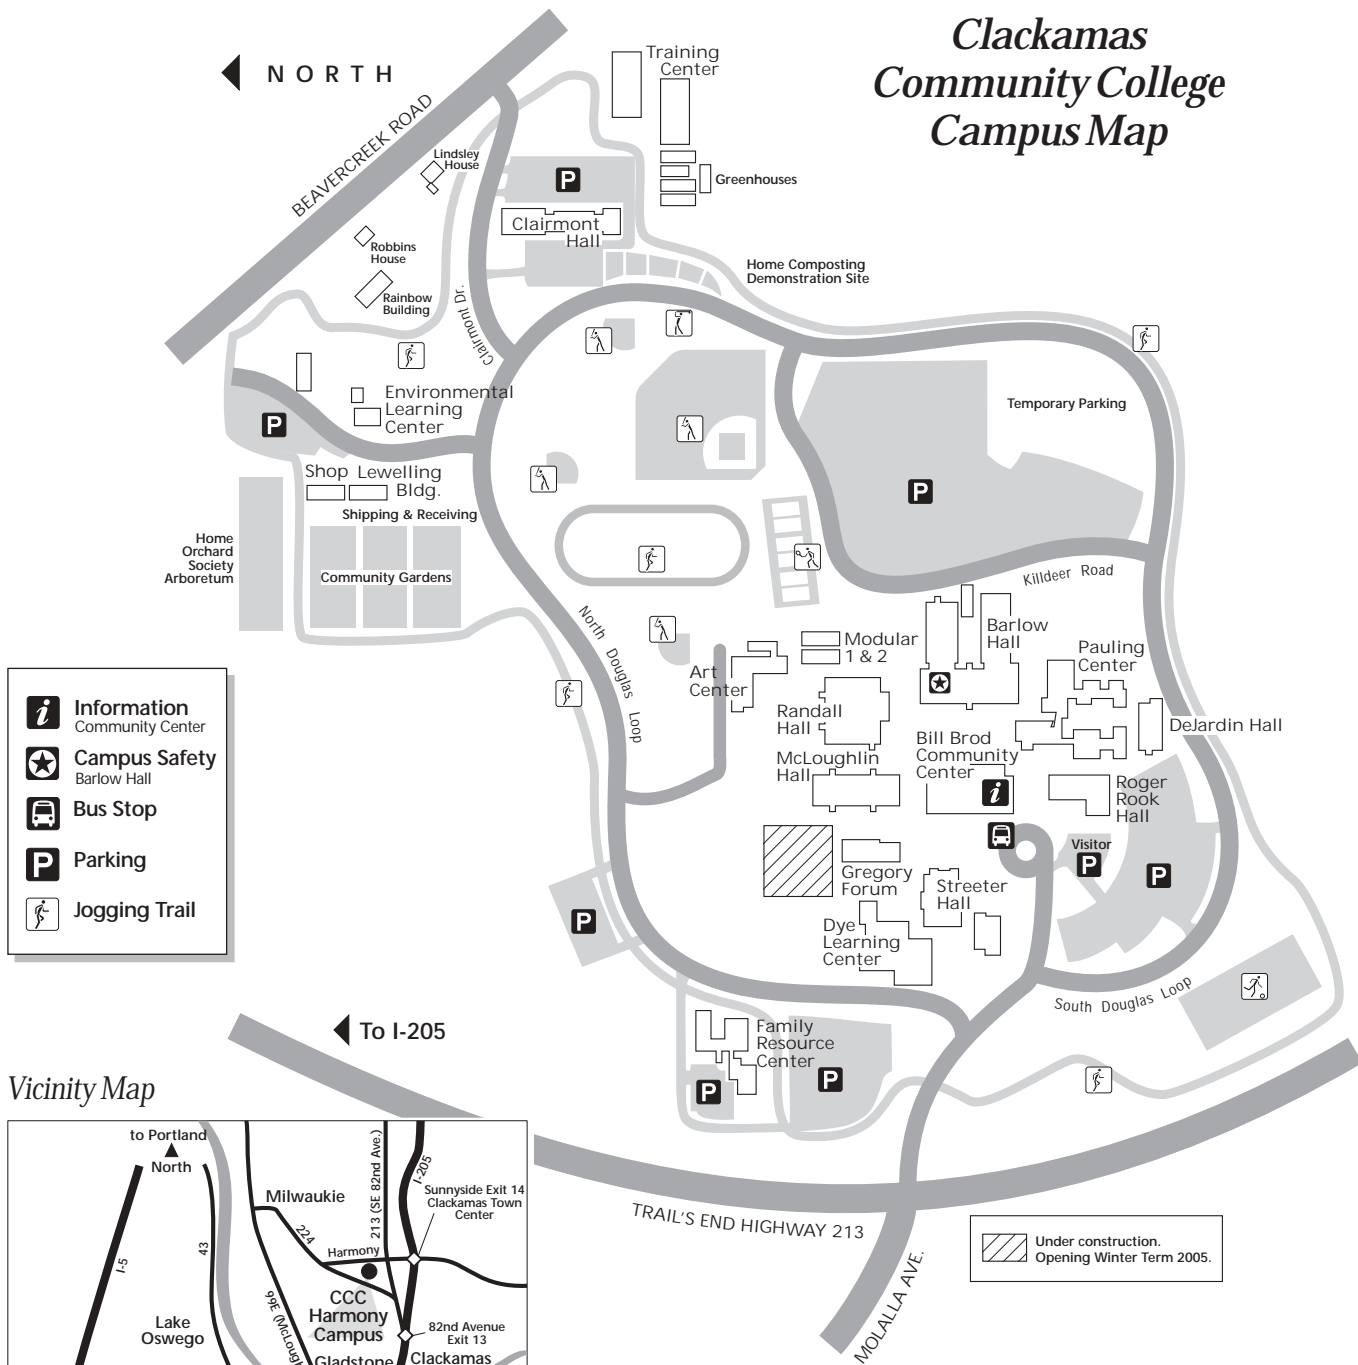 Clackamas
Community College
Campus Map
NORTH
BEAVERCREEK ROAD
Training
Center
Lindsley
House
P
Greenhouses
Clairmont
Hall
Robbins
House
Rainbow
Building
Clairmont Dr.
Home Composting
Demonstration Site
Environmental
Learning
Center
P
Temporary Parking
P
Shop
Lewelling
Bldg.
Shipping & Receiving
Home
Orchard
Society
Arboretum
Community Gardens
Killdeer Road
North Douglas Loop
Barlow
Hall
Modular
1 & 2
Pauling
Center
Art
Center
Randall
Hall
DeJardin Hall
Bill Brod
Community
Center
i
McLoughlin
Hall
Roger
Rook
Hall
Visitor
P
P
Gregory
Forum
Streeter
Hall
Dye
Learning
Center
P
South Douglas Loop
Family
Resource
Center
P
P
i Information
Community Center
Campus Safety
Barlow Hall
Bus Stop
P Parking
Jogging Trail
To I-205
TRAIL'S END HIGHWAY 213
MOLALLA AVE.
Under construction.
Opening Winter Term 2005.
Vicinity Map
to Portland
North
I-5
43
Milwaukie
224
Harmony
213 (SE 82nd Ave.)
I-205
Sunnyside Exit 14
Clackamas Town
Center
99E (McLough
CCC
Harmony
Campus
Lake
Oswego
82nd Avenue
Exit 13
Gladstone
Clackamas